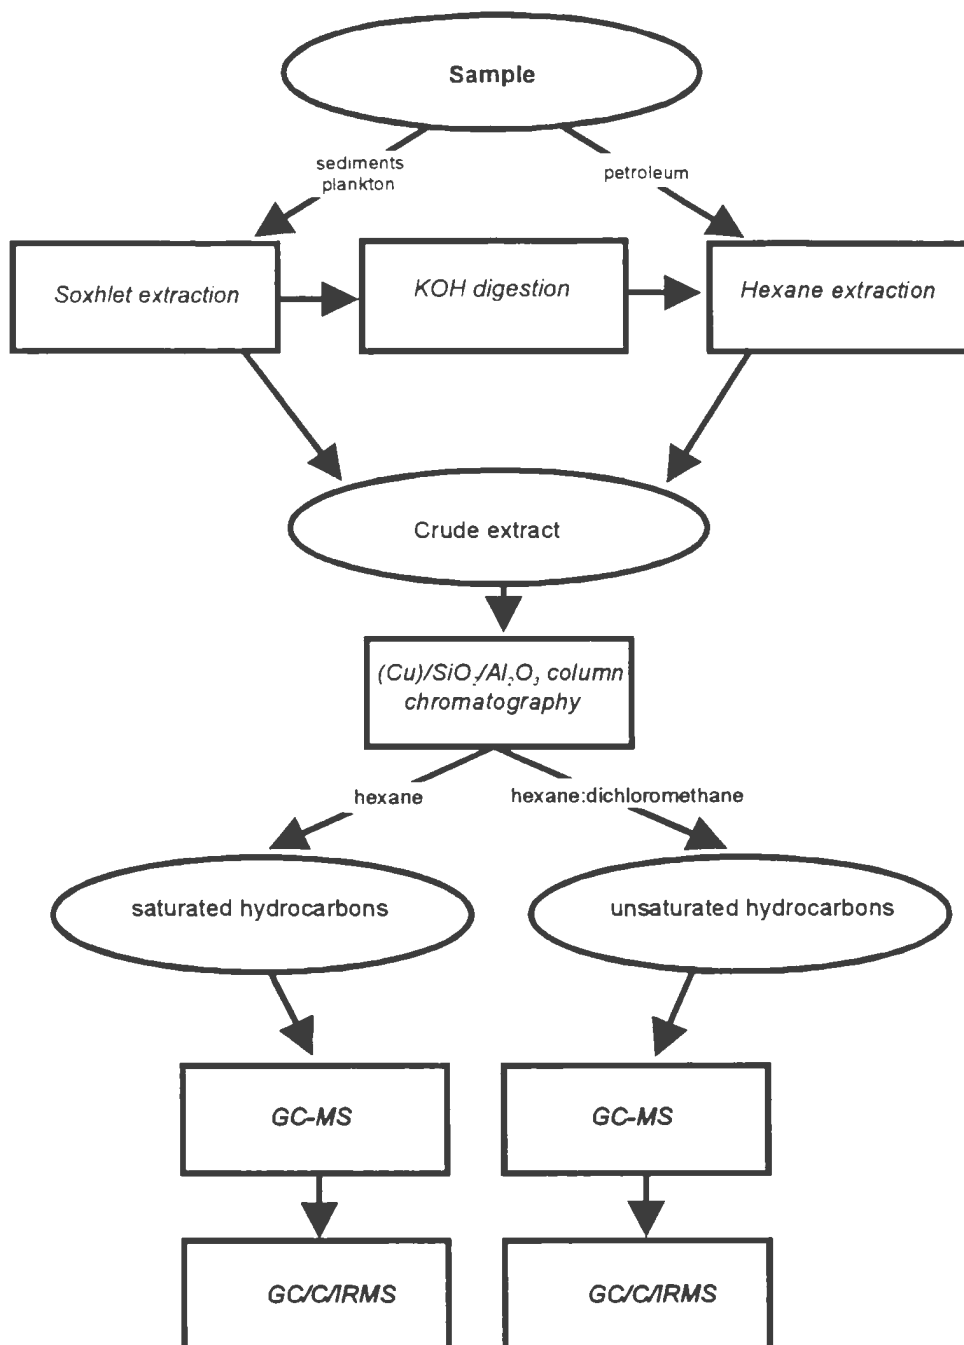 Sample
sediments
plankton
petroleum
Soxhlet extraction
KOH digestion
Hexane extraction
Crude extract
(Cu)/SiO₂/Al₂O₃ column
chromatography
hexane
hexane:dichloromethane
saturated hydrocarbons
unsaturated hydrocarbons
GC-MS
GC-MS
GC/C/IRMS
GC/C/IRMS